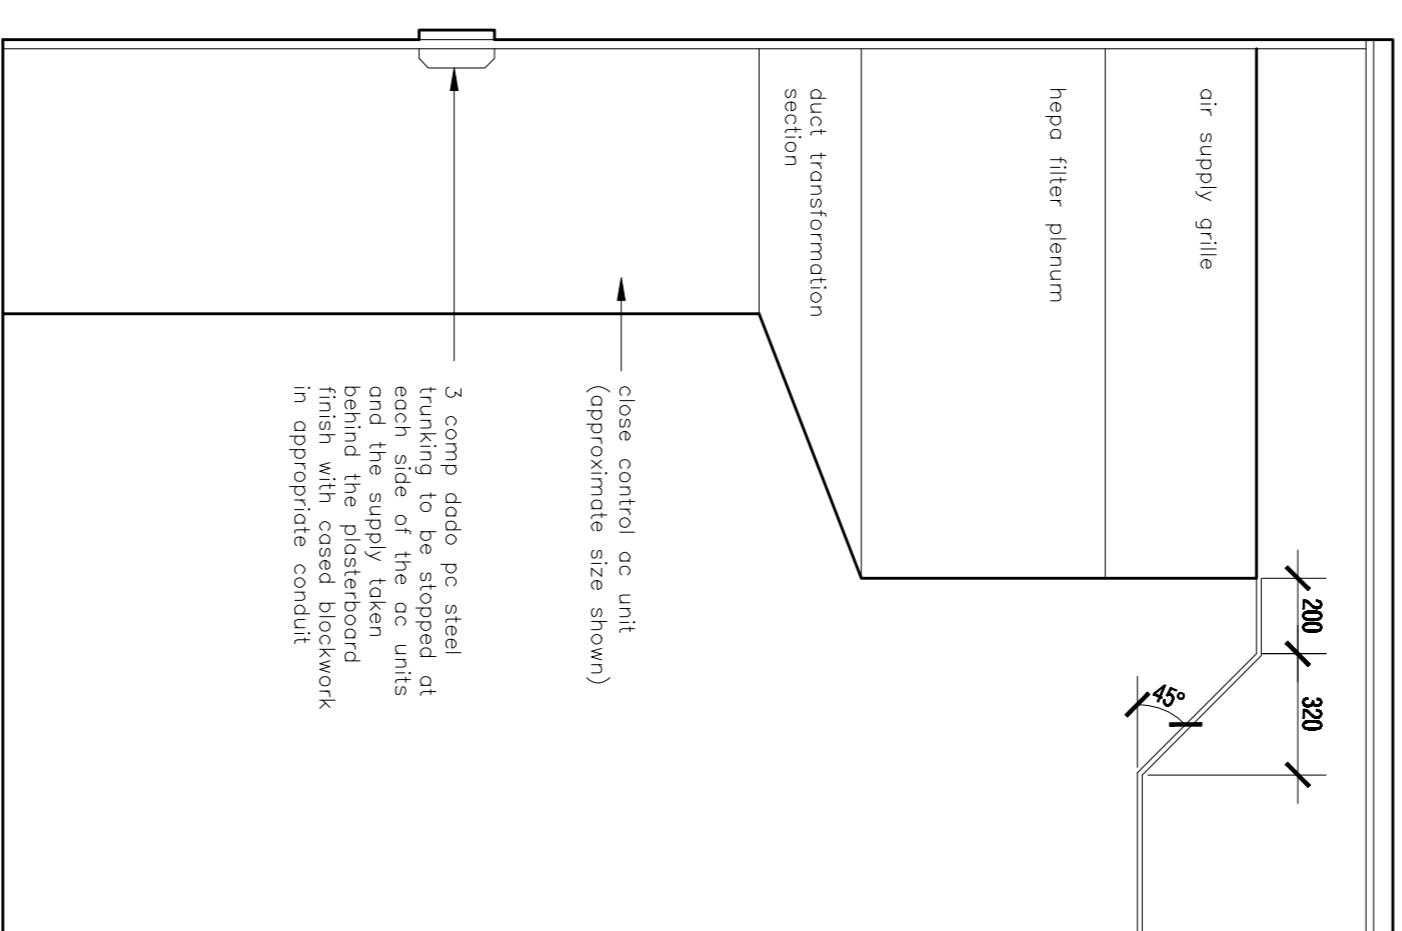 air supply grille
hepa filter plenum
duct transformation
section
close control ac unit
(approximate size shown)
3 comp dado pc steel
trunking to be stopped at
each side of the ac units
and the supply taken
behind the plasterboard
finish with cased blockwork
in appropriate conduit
200
320
45°